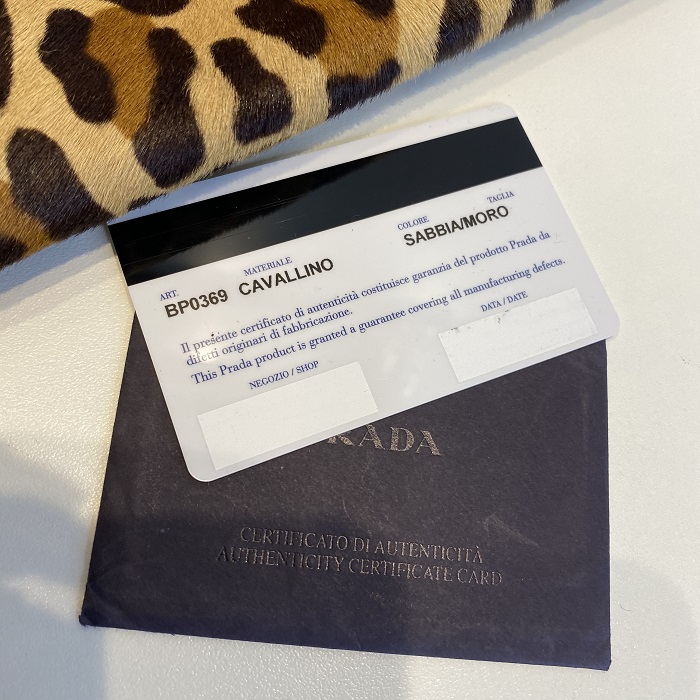 ART.
MATERIALE
COLORE
TAGLIA
BP0369 CAVALLINO
SABBIA/MORO
Il presente certificato di autenticità costituisce garanzia del prodotto Prada da
difetti originari di fabbricazione.
This Prada product is granted a guarantee covering all manufacturing defects.
NEGOZIO / SHOP
DATA / DATE
RADA
CERTIFICATO DI AUTENTICITÀ
AUTHENTICITY CERTIFICATE CARD